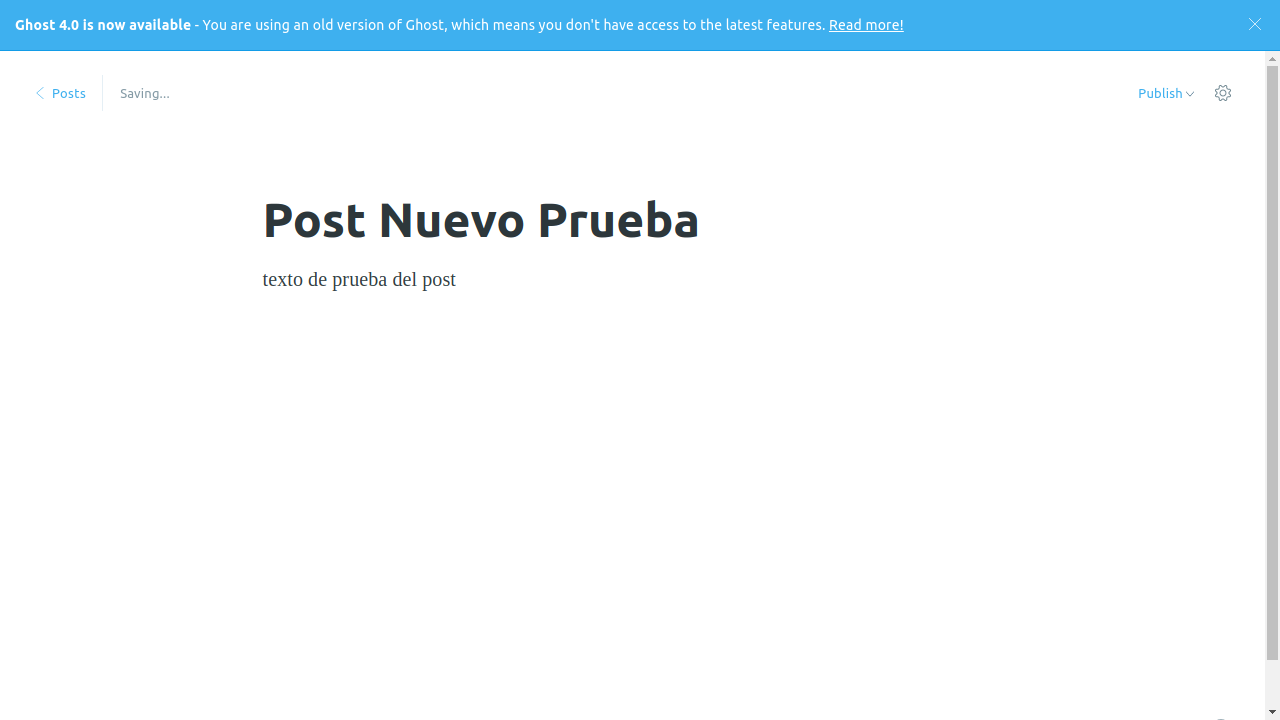 Ghost 4.0 is now available - You are using an old version of Ghost, which means you don't have access to the latest features. Read more!
Posts
Saving...
Publish
Post Nuevo Prueba
texto de prueba del post